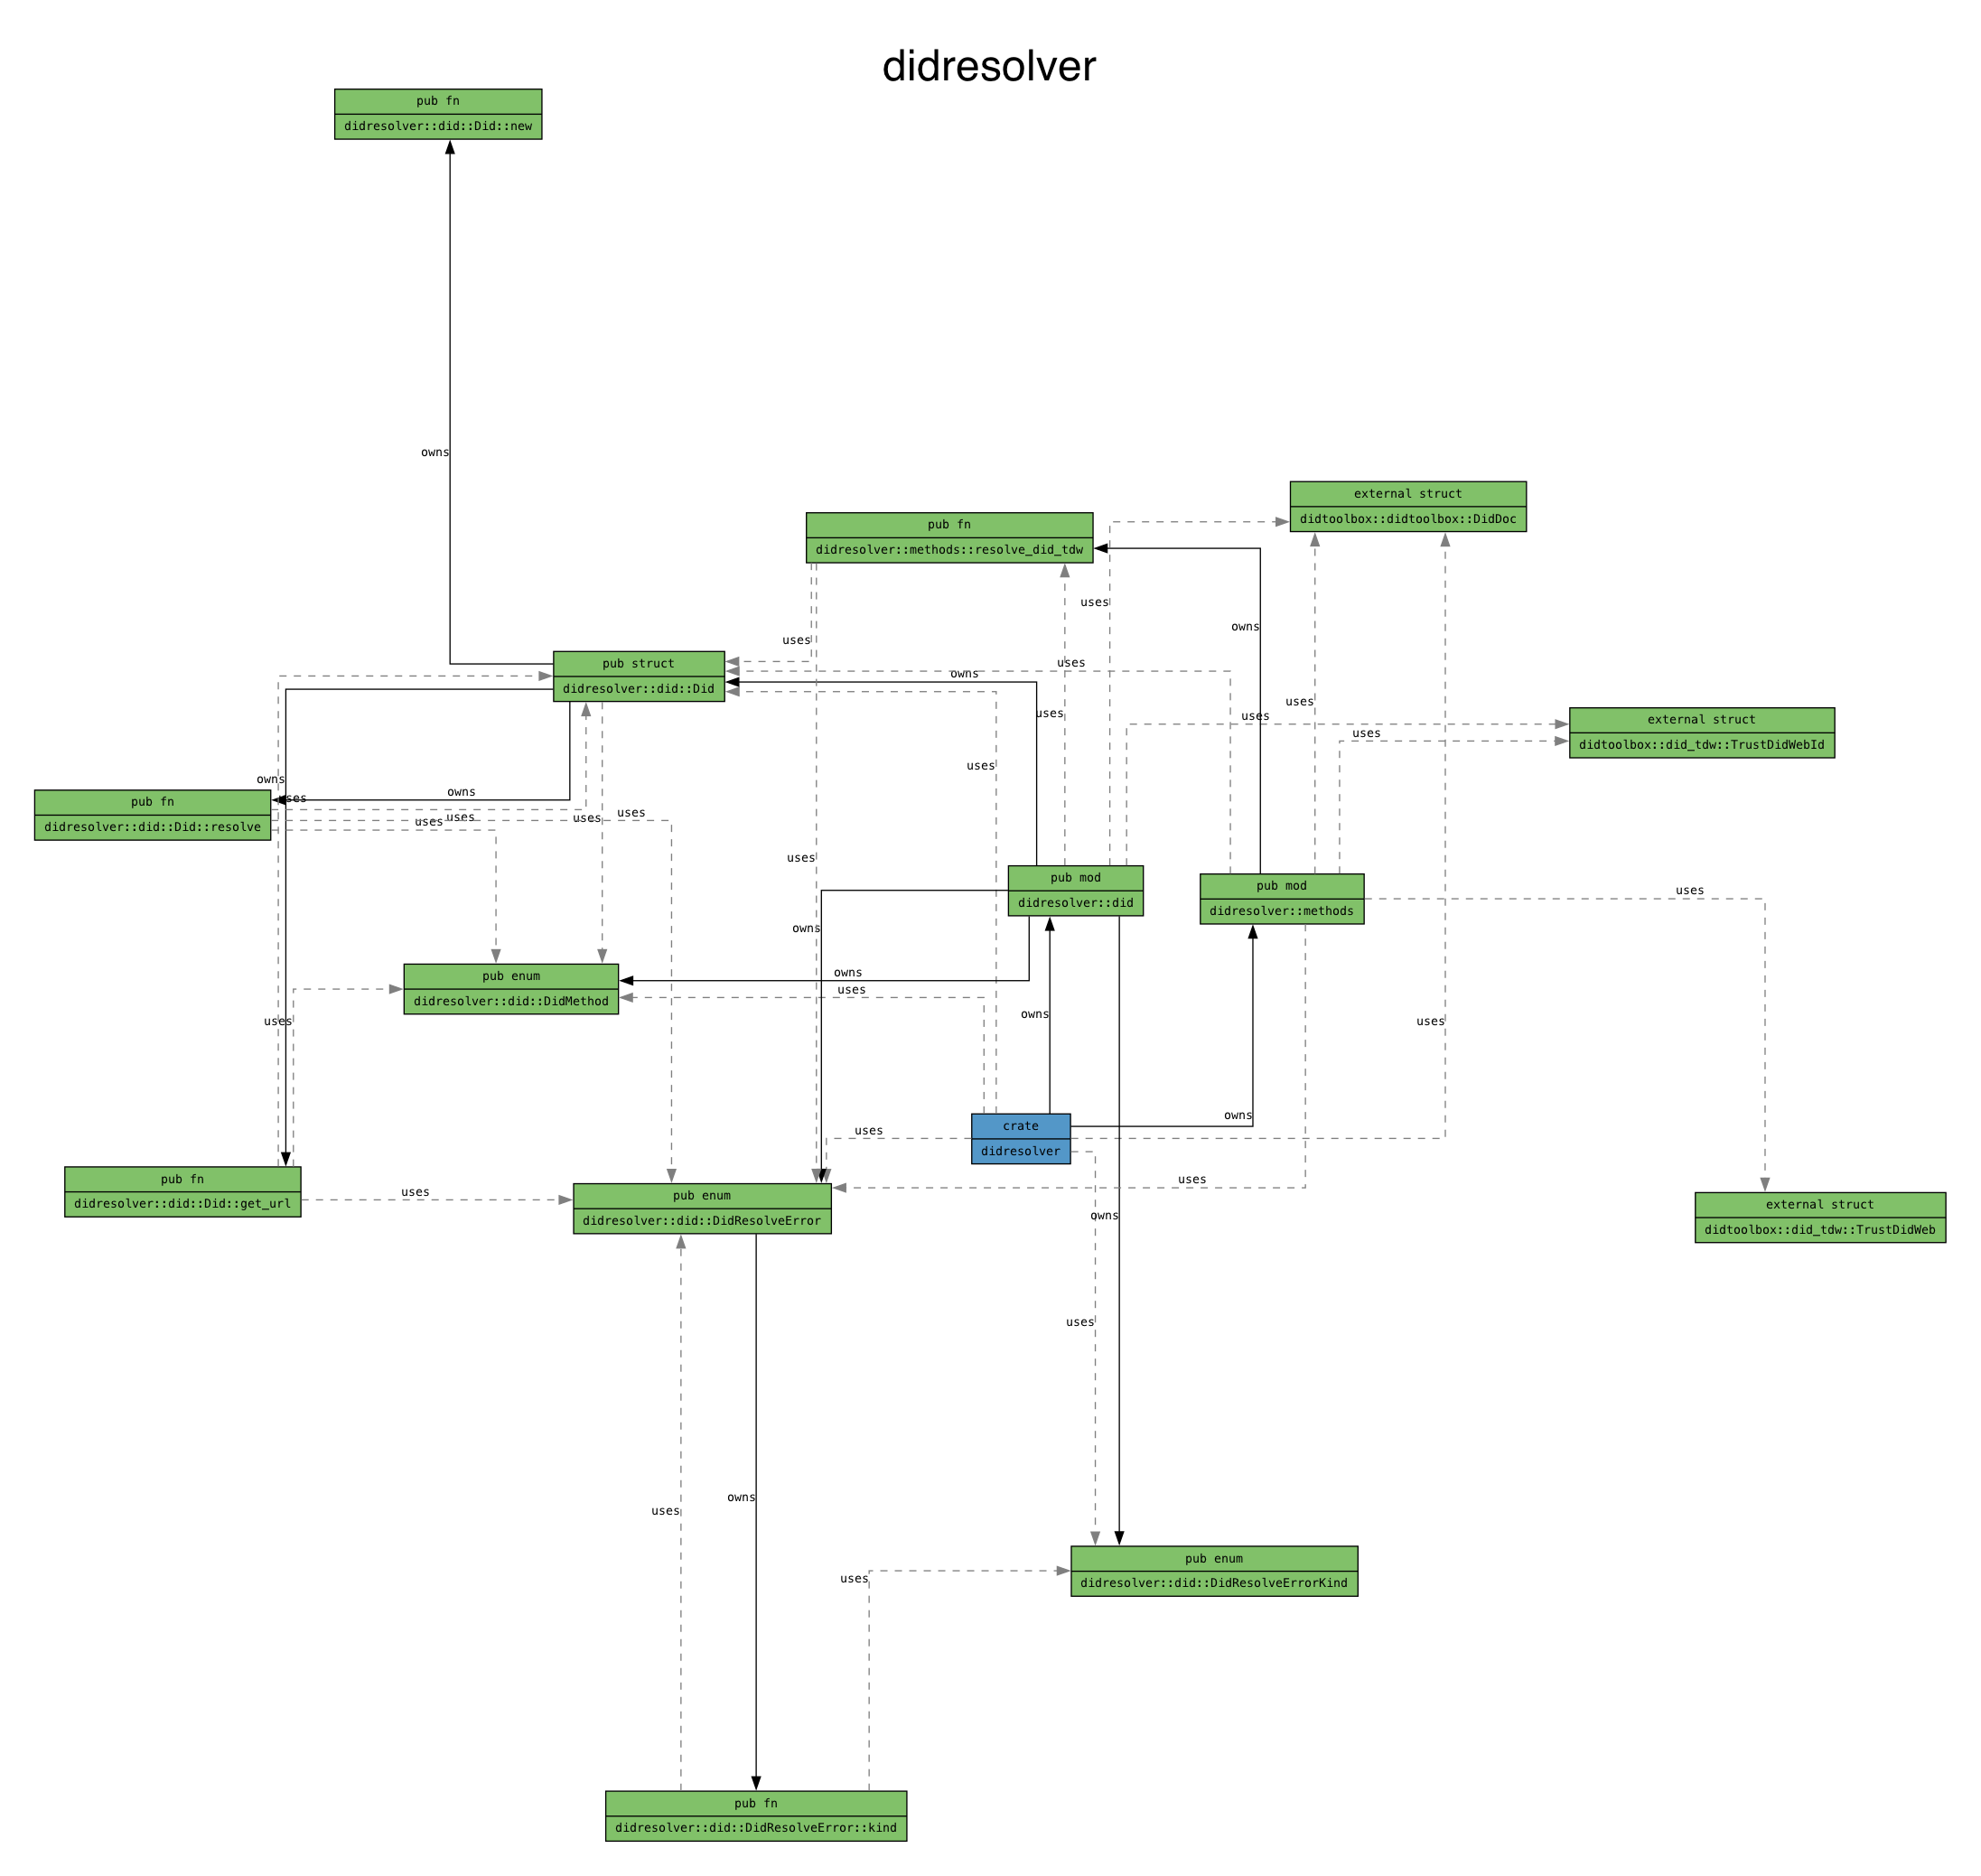 didresolver
pub fn
didresolver::did::Did::new
owns
external struct
didtoolbox::didtoolbox::DidDoc
pub fn
didresolver::methods::resolve_did_tdw
uses
owns
uses
pub struct
didresolver::did::Did
uses
owns
uses
uses
uses
external struct
didtoolbox::did_tdw::TrustDidWebId
uses
uses
owns
owns
uses
pub fn
didresolver::did::Did::resolve
uses
uses
uses
uses
uses
pub mod
didresolver::did
pub mod
didresolver::methods
uses
owns
pub enum
didresolver::did::DidMethod
owns
uses
owns
uses
uses
owns
crate
didresolver
uses
pub fn
didresolver::did::Did::get_url
uses
pub enum
didresolver::did::DidResolveError
uses
owns
external struct
didtoolbox::did_tdw::TrustDidWeb
uses
owns
uses
pub enum
didresolver::did::DidResolveErrorKind
uses
pub fn
didresolver::did::DidResolveError::kind